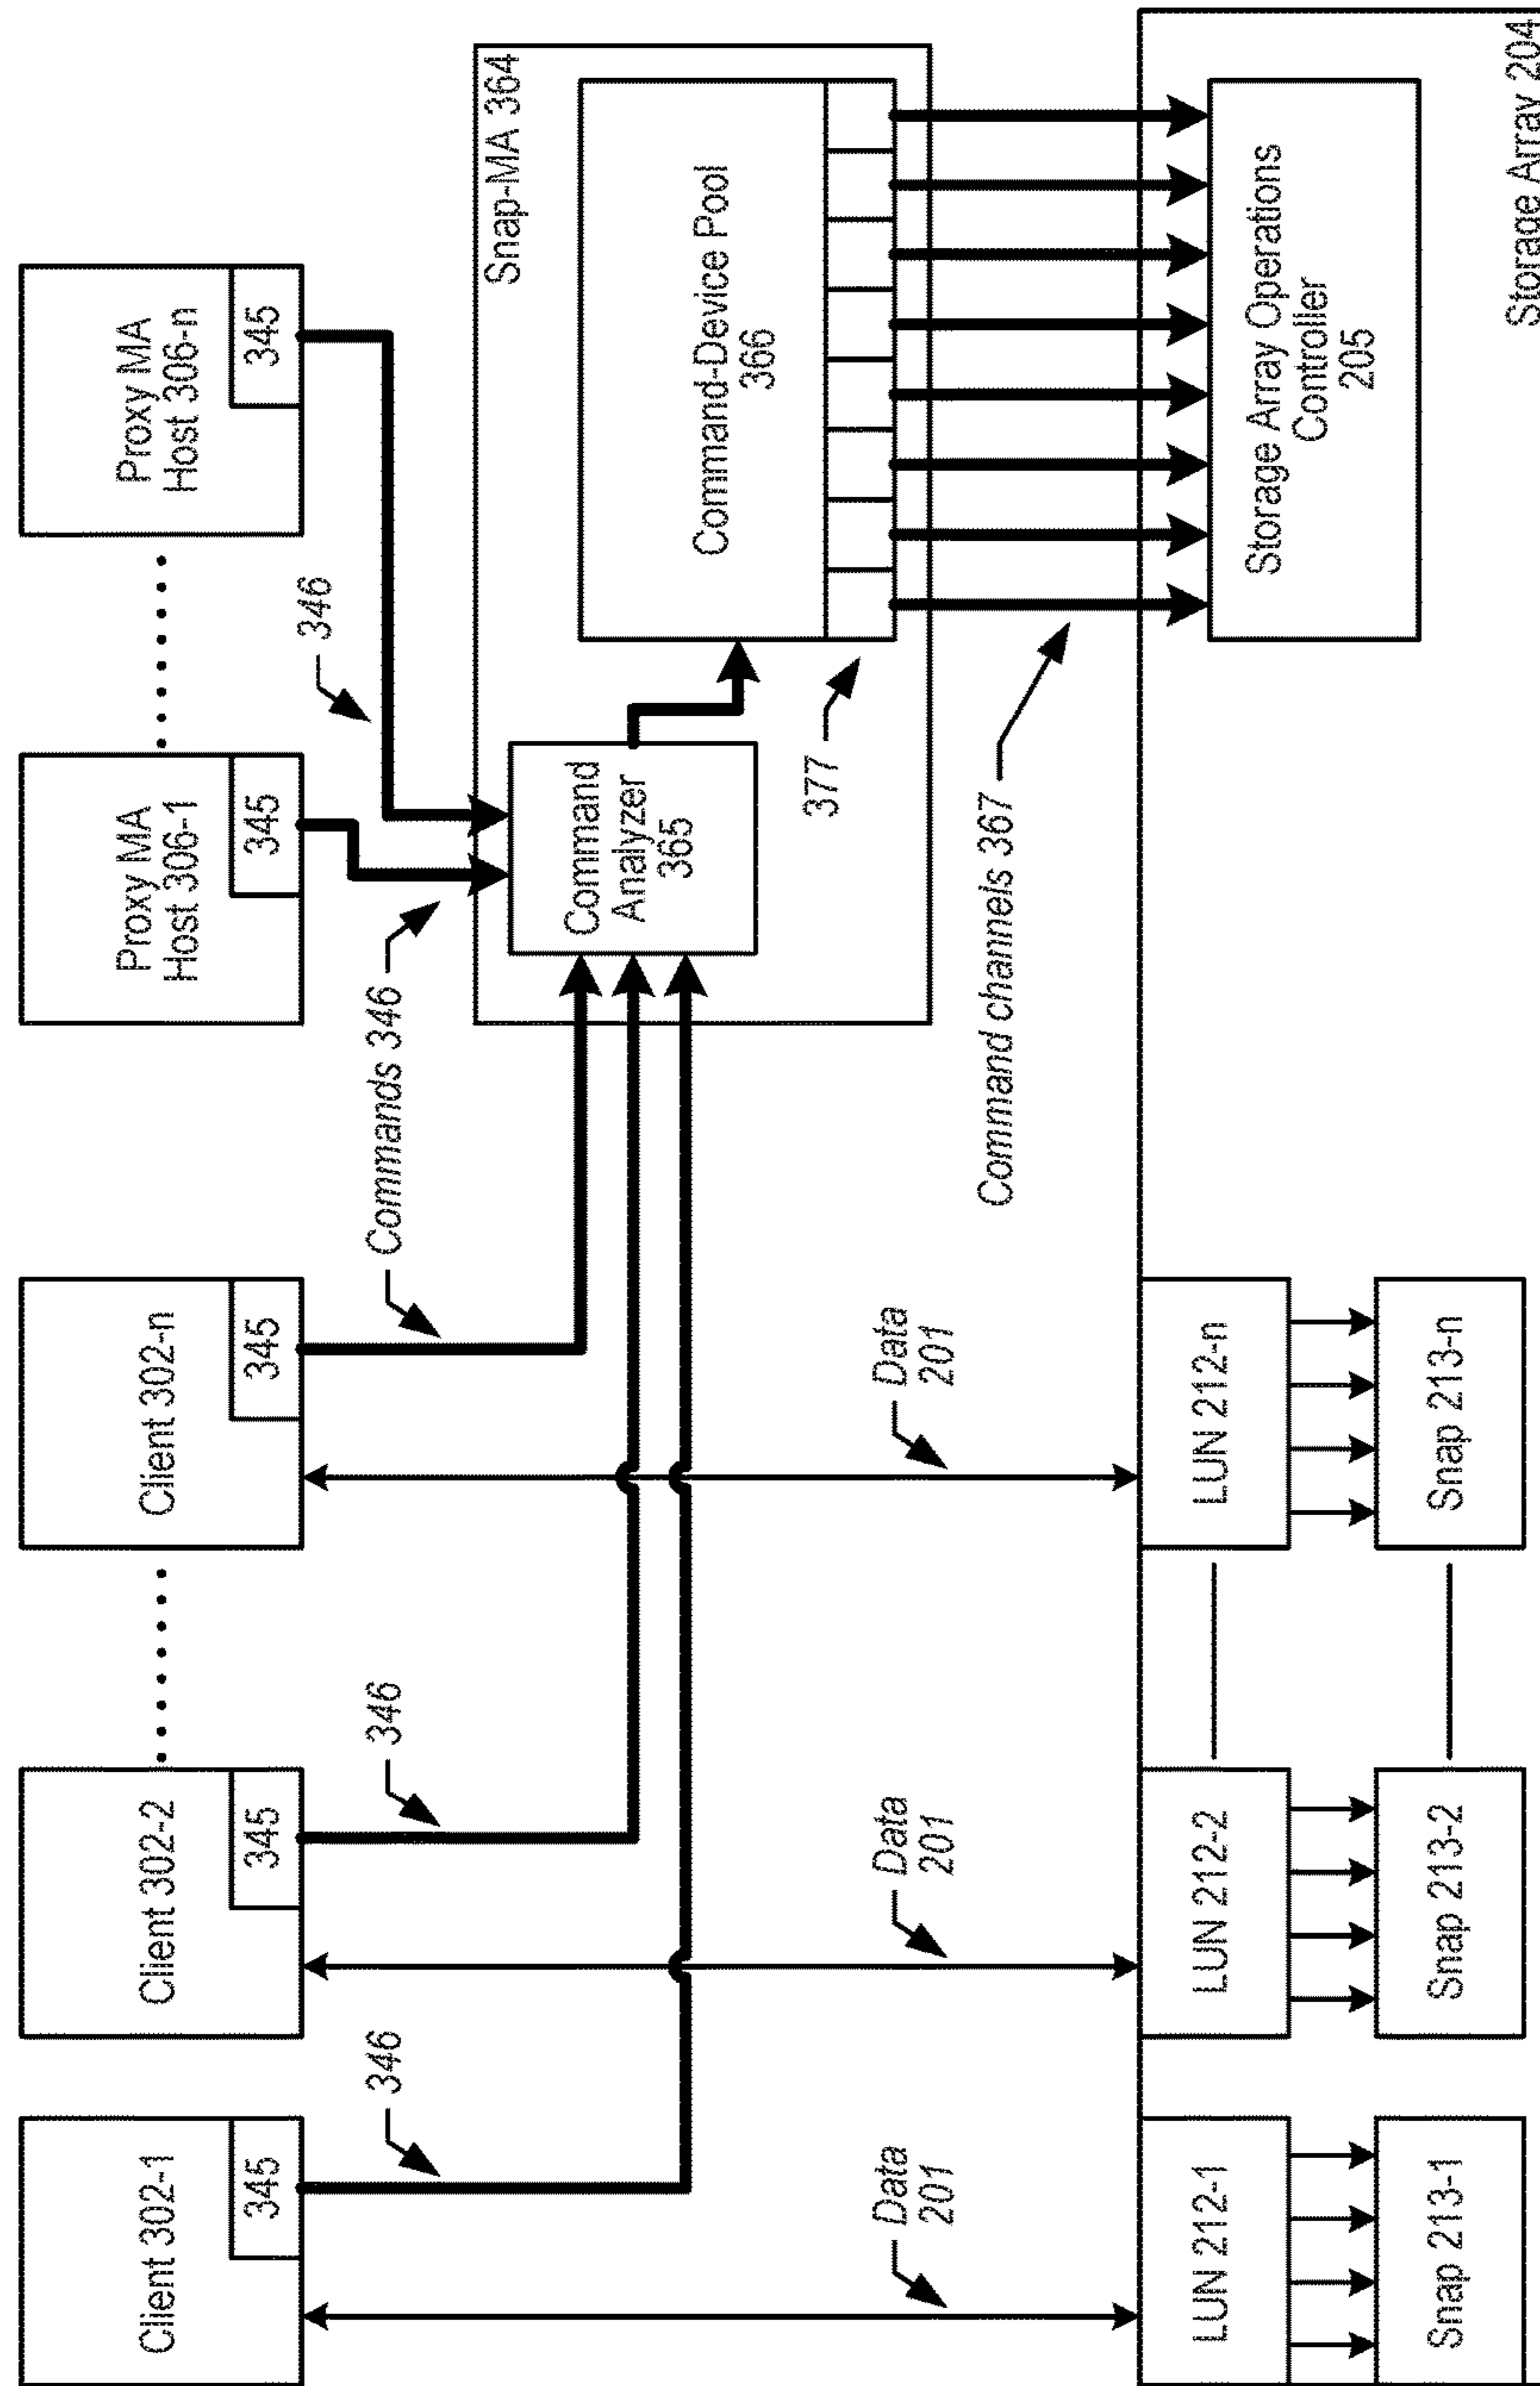 Client 302-1
345
Client 302-2
345
Client 302-n
345
Proxy MA
Host 306-1
345
Proxy MA
Host 306-n
345
346
346
Commands 346
346
Snap-MA 364
Command
Analyzer
365
Command-Device Pool
366
377
Command channels 367
Data
201
Data
201
Data
201
LUN 212-1
LUN 212-2
LUN 212-n
Snap 213-1
Snap 213-2
Snap 213-n
Storage Array Operations
Controller
205
Storage Array 204